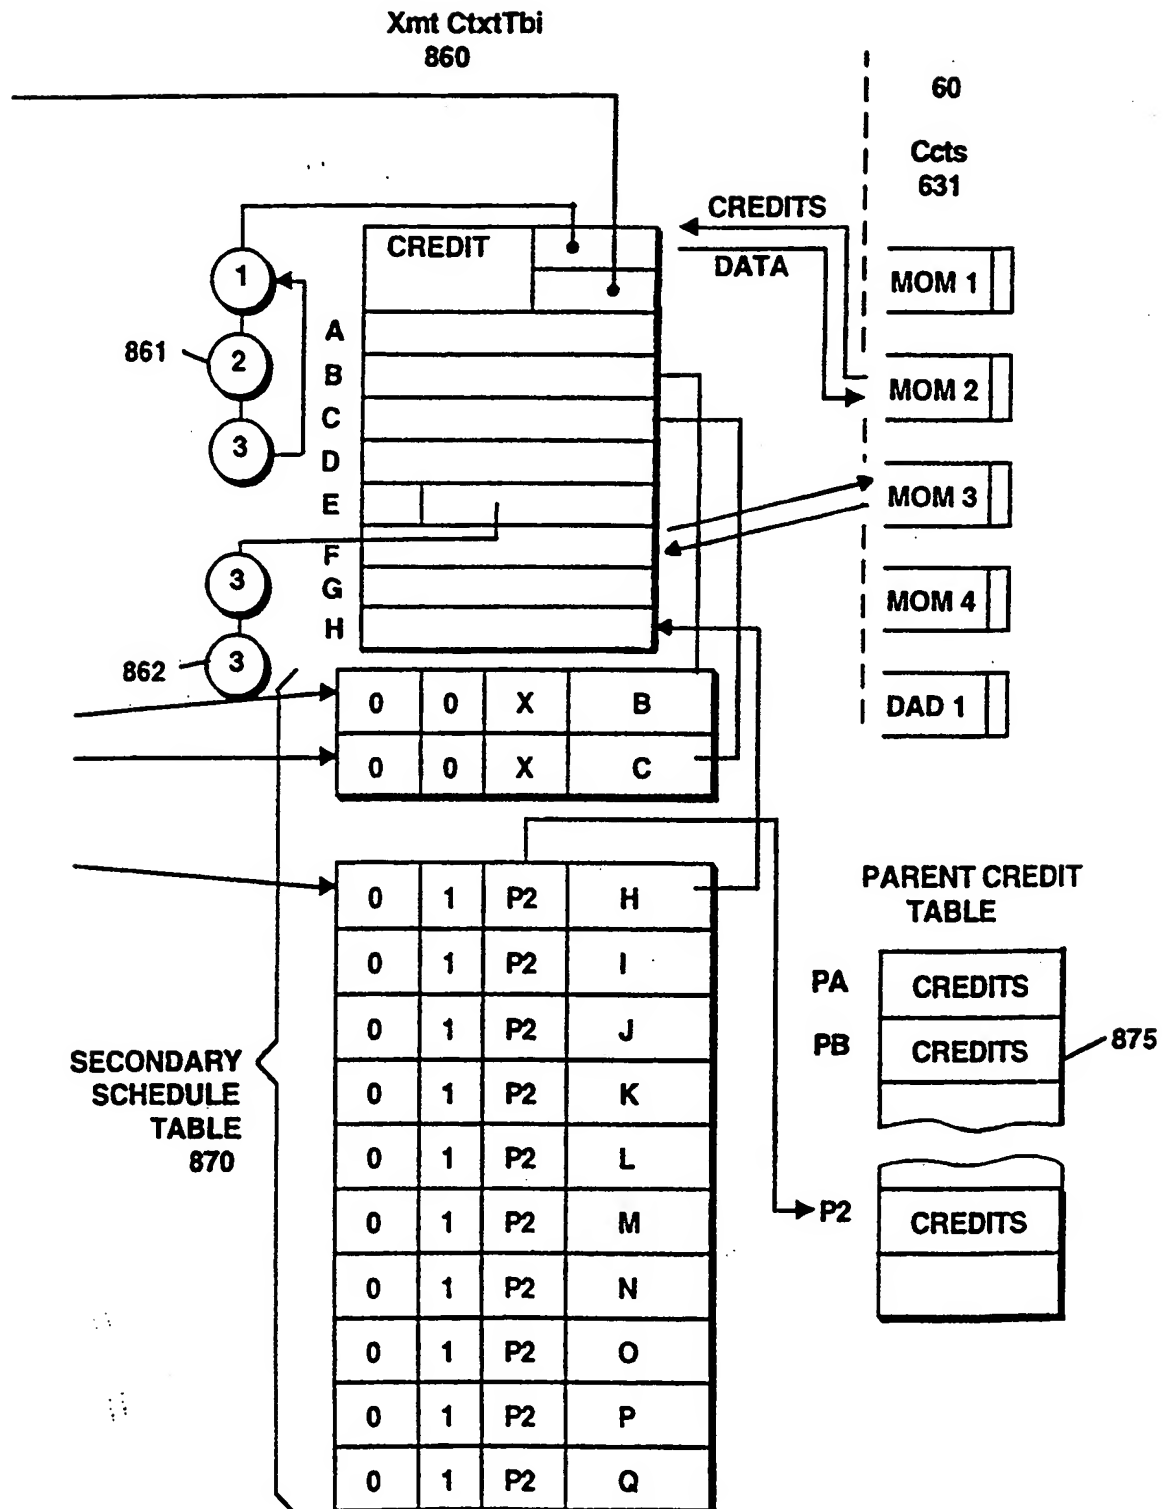 Xmt CtxtTbl
860
60
Ccts
631
CREDITS
DATA
CREDIT
1
2
3
861
A
B
C
D
E
F
G
H
3
3
862
MOM 1
MOM 2
MOM 3
MOM 4
DAD 1
0 0 X B
0 0 X C
0 1 P2 H
0 1 P2 I
0 1 P2 J
0 1 P2 K
0 1 P2 L
0 1 P2 M
0 1 P2 N
0 1 P2 O
0 1 P2 P
0 1 P2 Q
SECONDARY
SCHEDULE
TABLE
870
PARENT CREDIT
TABLE
PA CREDITS
PB CREDITS
875
P2 CREDITS